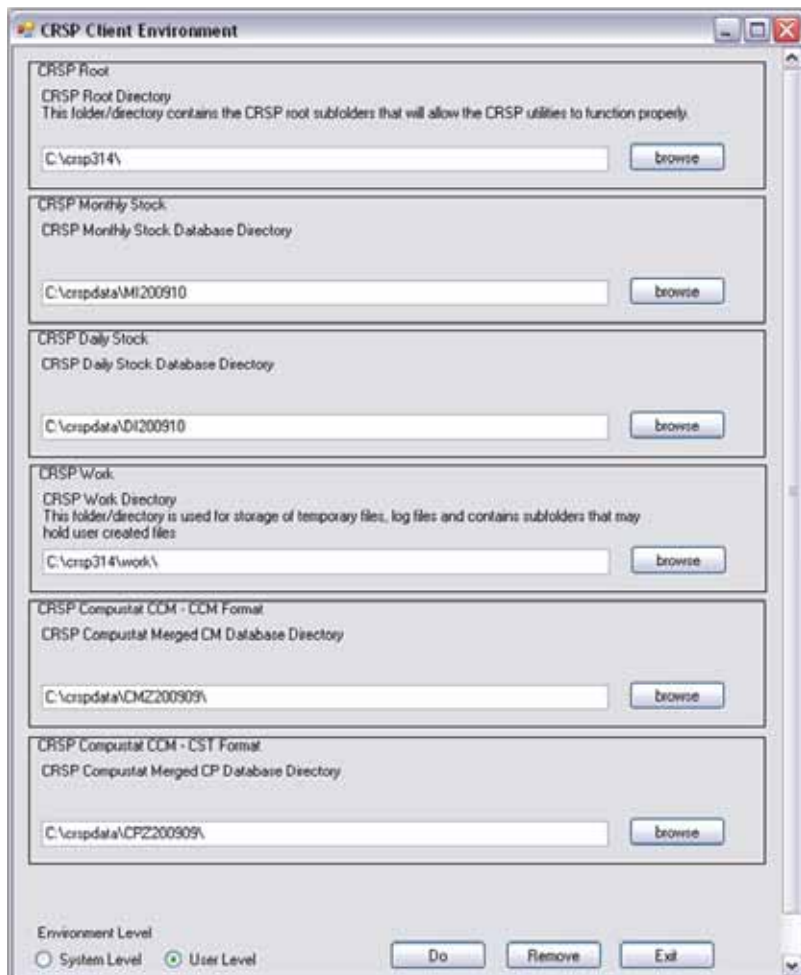 CRSP Client Environment
CRSP Root
CRSP Root Directory
This folder/directory contains the CRSP root subfolders that will allow the CRSP utilities to function properly.
C:\crsp314\
browse
CRSP Monthly Stock
CRSP Monthly Stock Database Directory
C:\crspdata\MI200910
browse
CRSP Daily Stock
CRSP Daily Stock Database Directory
C:\crspdata\DI200910
browse
CRSP Work
CRSP Work Directory
This folder/directory is used for storage of temporary files, log files and contains subfolders that may
hold user created files
C:\crsp314\work\
browse
CRSP Compustat CCM - CCM Format
CRSP Compustat Merged CM Database Directory
C:\crspdata\CMZ200909\
browse
CRSP Compustat CCM - CST Format
CRSP Compustat Merged CP Database Directory
C:\crspdata\CPZ200909\
browse
Environment Level
System Level User Level Do Remove Exit